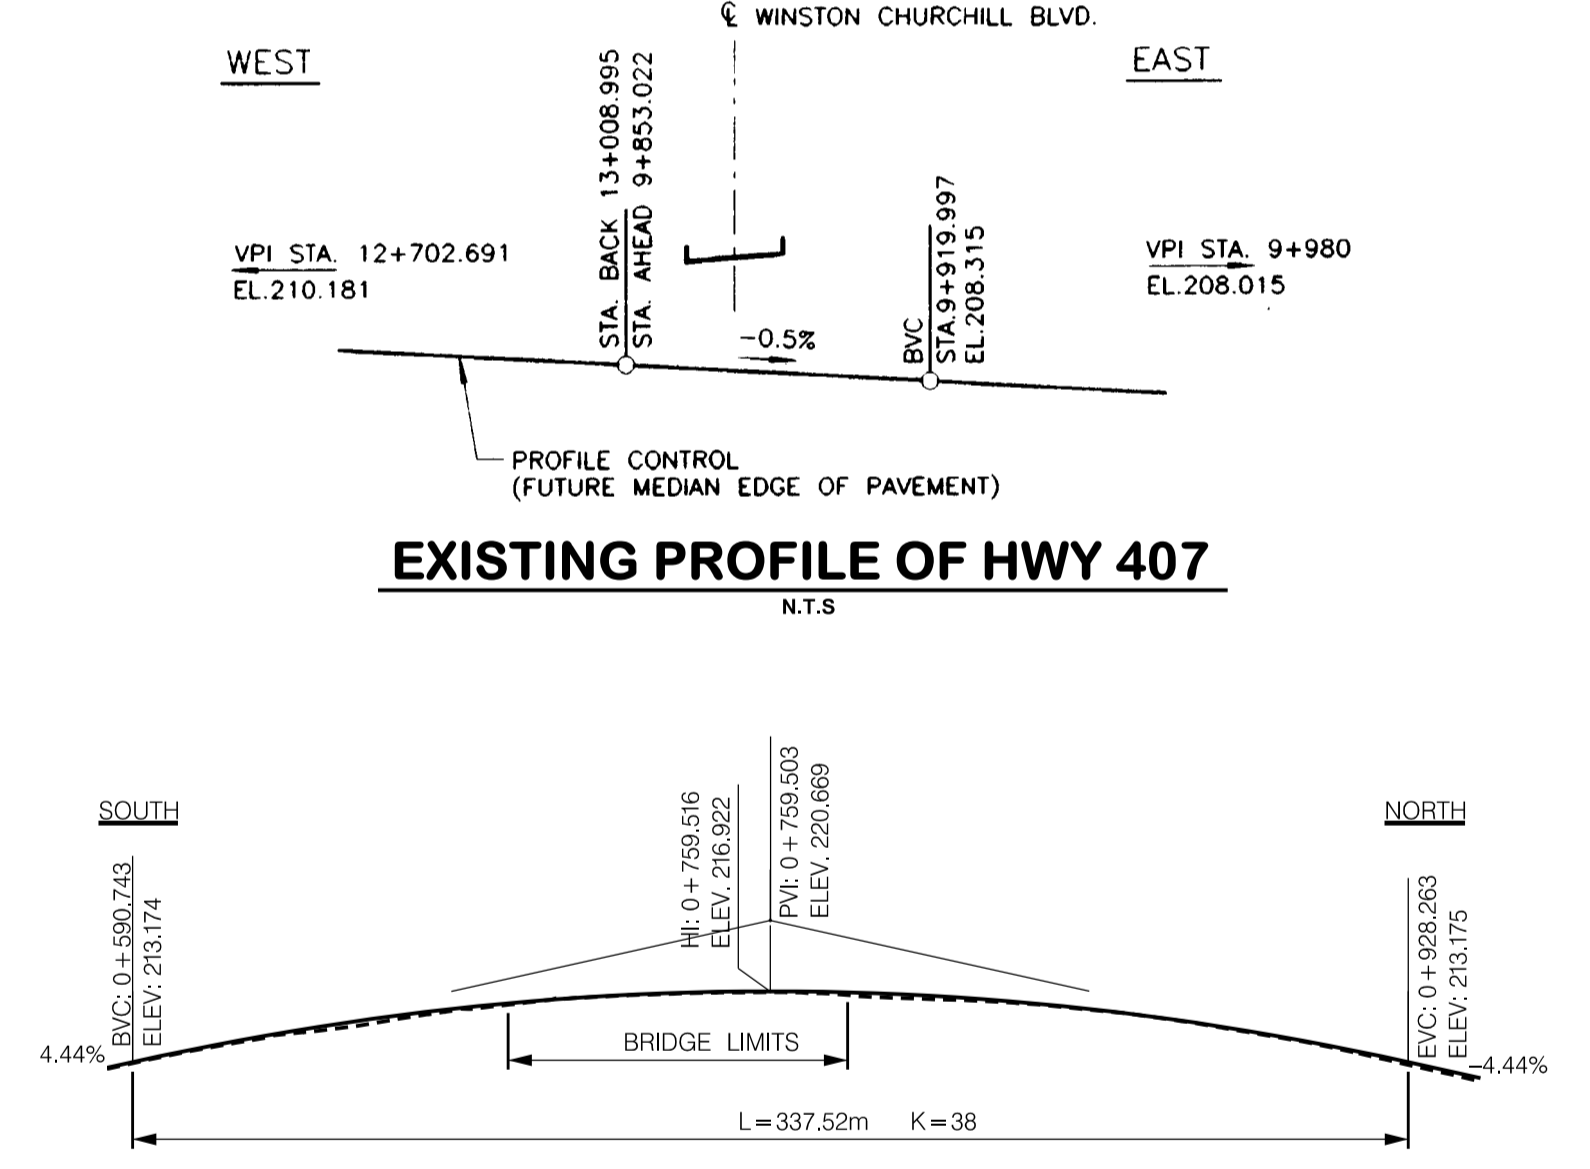 ℄ WINSTON CHURCHILL BLVD.
WEST
EAST
STA. BACK 13+008.995
STA. AHEAD 9+853.022
VPI STA. 12+702.691
EL.210.181
BVC
STA.9+919.997
EL.208.315
VPI STA. 9+980
EL.208.015
-0.5%
PROFILE CONTROL
(FUTURE MEDIAN EDGE OF PAVEMENT)
EXISTING PROFILE OF HWY 407
N.T.S
SOUTH
NORTH
BVC: 0+590.743
ELEV: 213.174
HI: 0+759.516
ELEV. 216.922
PVI: 0+759.503
ELEV. 220.669
EVC: 0+928.263
ELEV: 213.175
4.44%
BRIDGE LIMITS
-4.44%
L=337.52m K=38